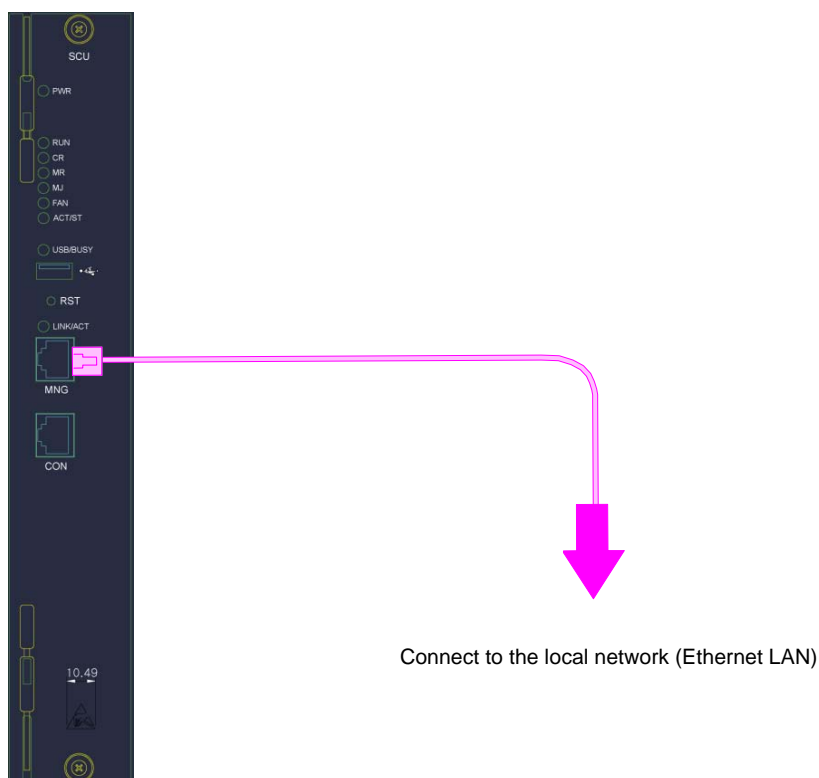 SCU
PWR
RUN
CR
MR
MJ
FAN
ACT/ST
USB/BUSY
RST
LINK/ACT
MNG
CON
10.49
Connect to the local network (Ethernet LAN)